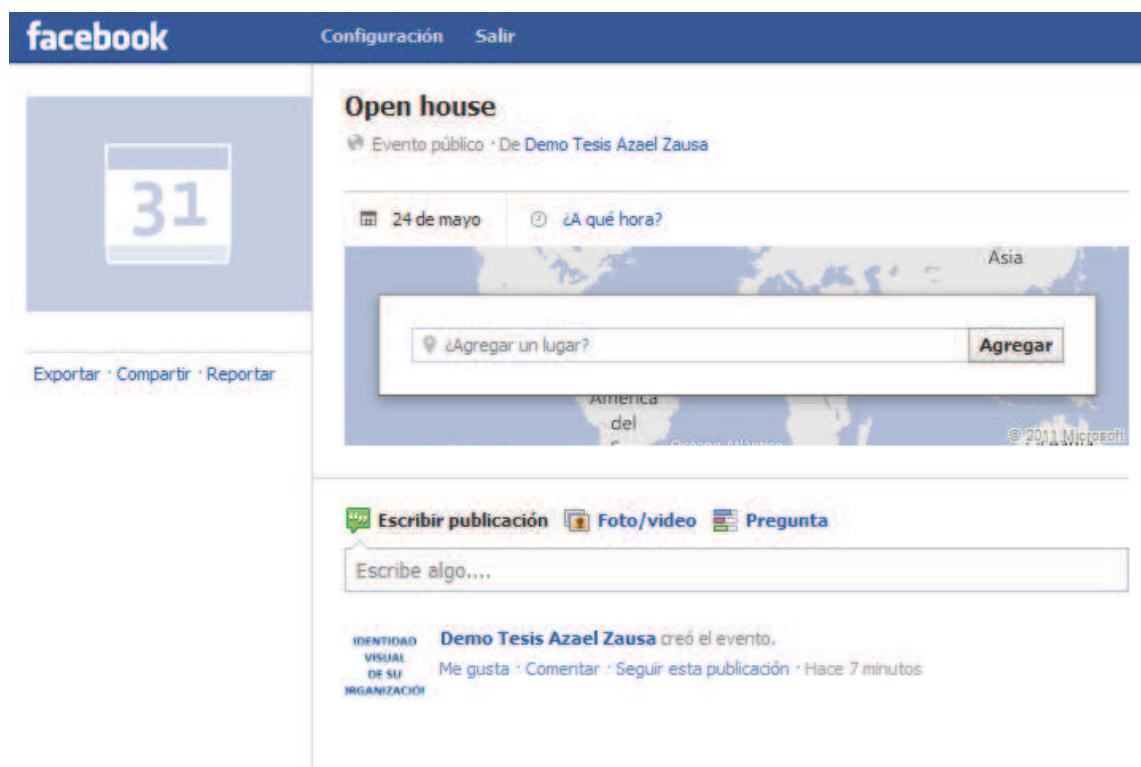 facebook
Configuración Salir
31
Open house
Evento público · De Demo Tesis Azael Zausa
24 de mayo ¿A qué hora?
Asia
¿Agregar un lugar? Agregar
Exportar · Compartir · Reportar
América
del
© 2011 Microsoft
Escribir publicación Foto/video Pregunta
Escribe algo....
IDENTIDAD
VISUAL
DE SU
Demo Tesis Azael Zausa creó el evento.
Me gusta · Comentar · Seguir esta publicación · Hace 7 minutos